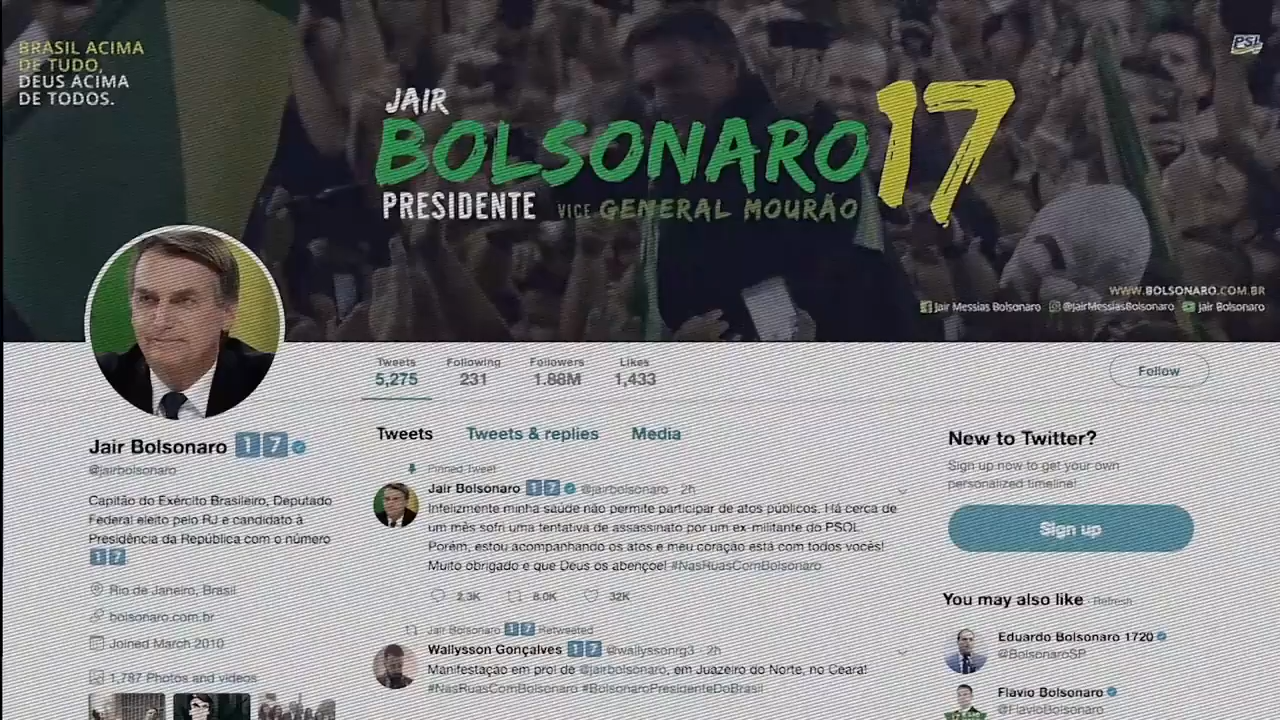 BRASIL ACIMA
DE TUDO,
DEUS ACIMA
DE TODOS.
PSL
JAIR
BOLSONARO 17
PRESIDENTE VICE GENERAL MOURÃO
WWW.BOLSONARO.COM.BR
Jair Messias Bolsonaro @jairMessiasBolsonaro Jair Bolsonaro
Tweets Following Followers Likes
5,275 231 1.88M 1,433
Follow
Jair Bolsonaro 1 7
@jairbolsonaro
Capitão do Exército Brasileiro, Deputado
Federal eleito pelo RJ e candidato à
Presidência da República com o número
1 7
Rio de Janeiro, Brasil
bolsonaro.com.br
Joined March 2010
1,787 Photos and videos
Tweets Tweets & replies Media
Pinned Tweet
Jair Bolsonaro 1 7 @jairbolsonaro · 2h
Infelizmente minha saúde não permite participar de atos públicos. Há cerca de
um mês sofri uma tentativa de assassinato por um ex-militante do PSOL.
Porém, estou acompanhando os atos e meu coração está com todos vocês!
Muito obrigado e que Deus os abençoe! #NasRuasComBolsonaro
2.3K 8.0K 32K
Jair Bolsonaro 1 7 Retweeted
Wallysson Gonçalves 1 7 @wallyssonrg3 · 2h
Manifestação em prol de @jairbolsonaro, em Juazeiro do Norte, no Ceará!
#NasRuasComBolsonaro #BolsonaroPresidenteDoBrasil
New to Twitter?
Sign up now to get your own
personalized timeline!
Sign up
You may also like · Refresh
Eduardo Bolsonaro 1720
@BolsonaroSP
Flavio Bolsonaro
@FlavioBolsonaro